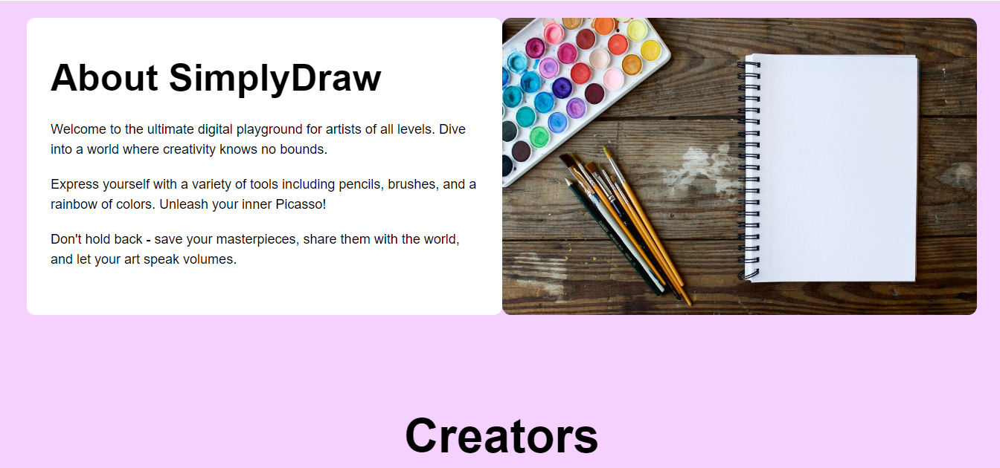 About SimplyDraw
Welcome to the ultimate digital playground for artists of all levels. Dive
into a world where creativity knows no bounds.
Express yourself with a variety of tools including pencils, brushes, and a
rainbow of colors. Unleash your inner Picasso!
Don't hold back - save your masterpieces, share them with the world,
and let your art speak volumes.
Creators